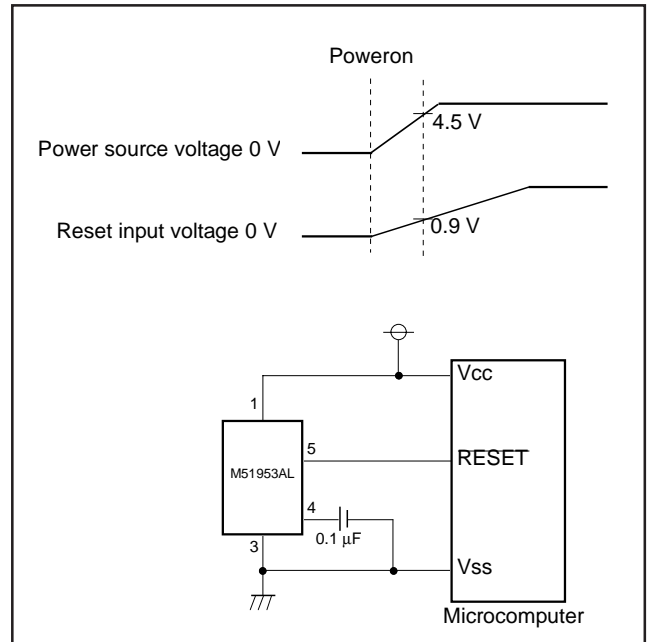 Poweron
4.5 V
Power source voltage 0 V
0.9 V
Reset input voltage 0 V
Vcc
1
5
RESET
M51953AL
4
0.1 µF
3
Vss
Microcomputer